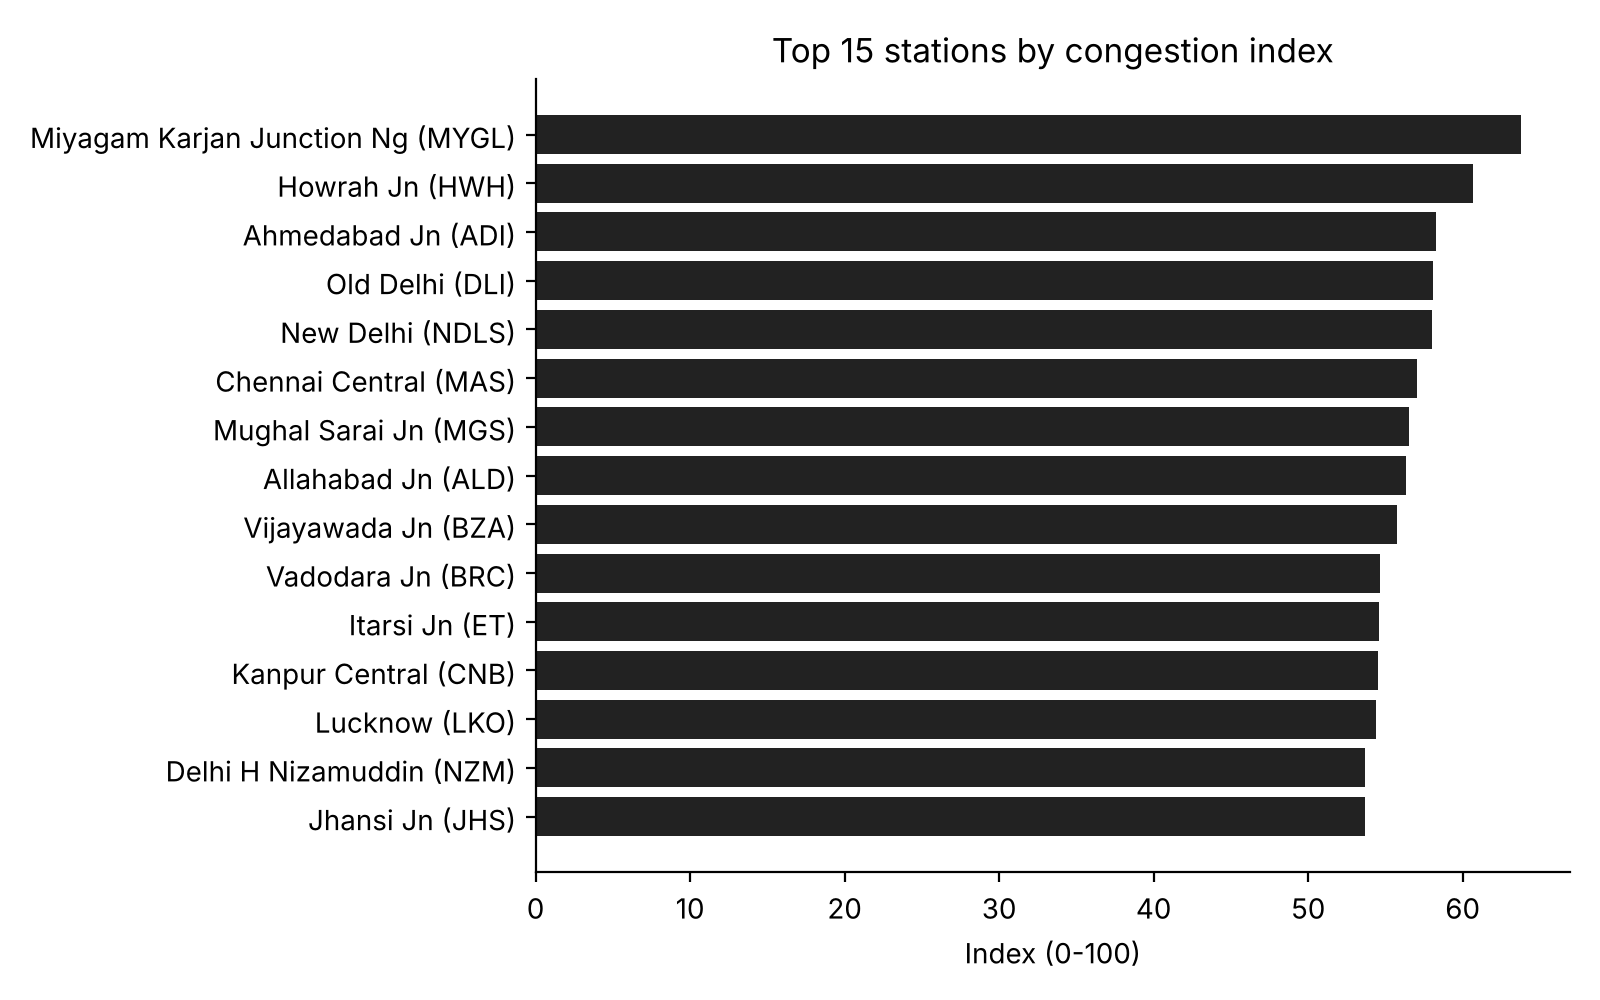 Top 15 stations by congestion index
Miyagam Karjan Junction Ng (MYGL)
Howrah Jn (HWH)
Ahmedabad Jn (ADI)
Old Delhi (DLI)
New Delhi (NDLS)
Chennai Central (MAS)
Mughal Sarai Jn (MGS)
Allahabad Jn (ALD)
Vijayawada Jn (BZA)
Vadodara Jn (BRC)
Itarsi Jn (ET)
Kanpur Central (CNB)
Lucknow (LKO)
Delhi H Nizamuddin (NZM)
Jhansi Jn (JHS)
0 10 20 30 40 50 60
Index (0-100)